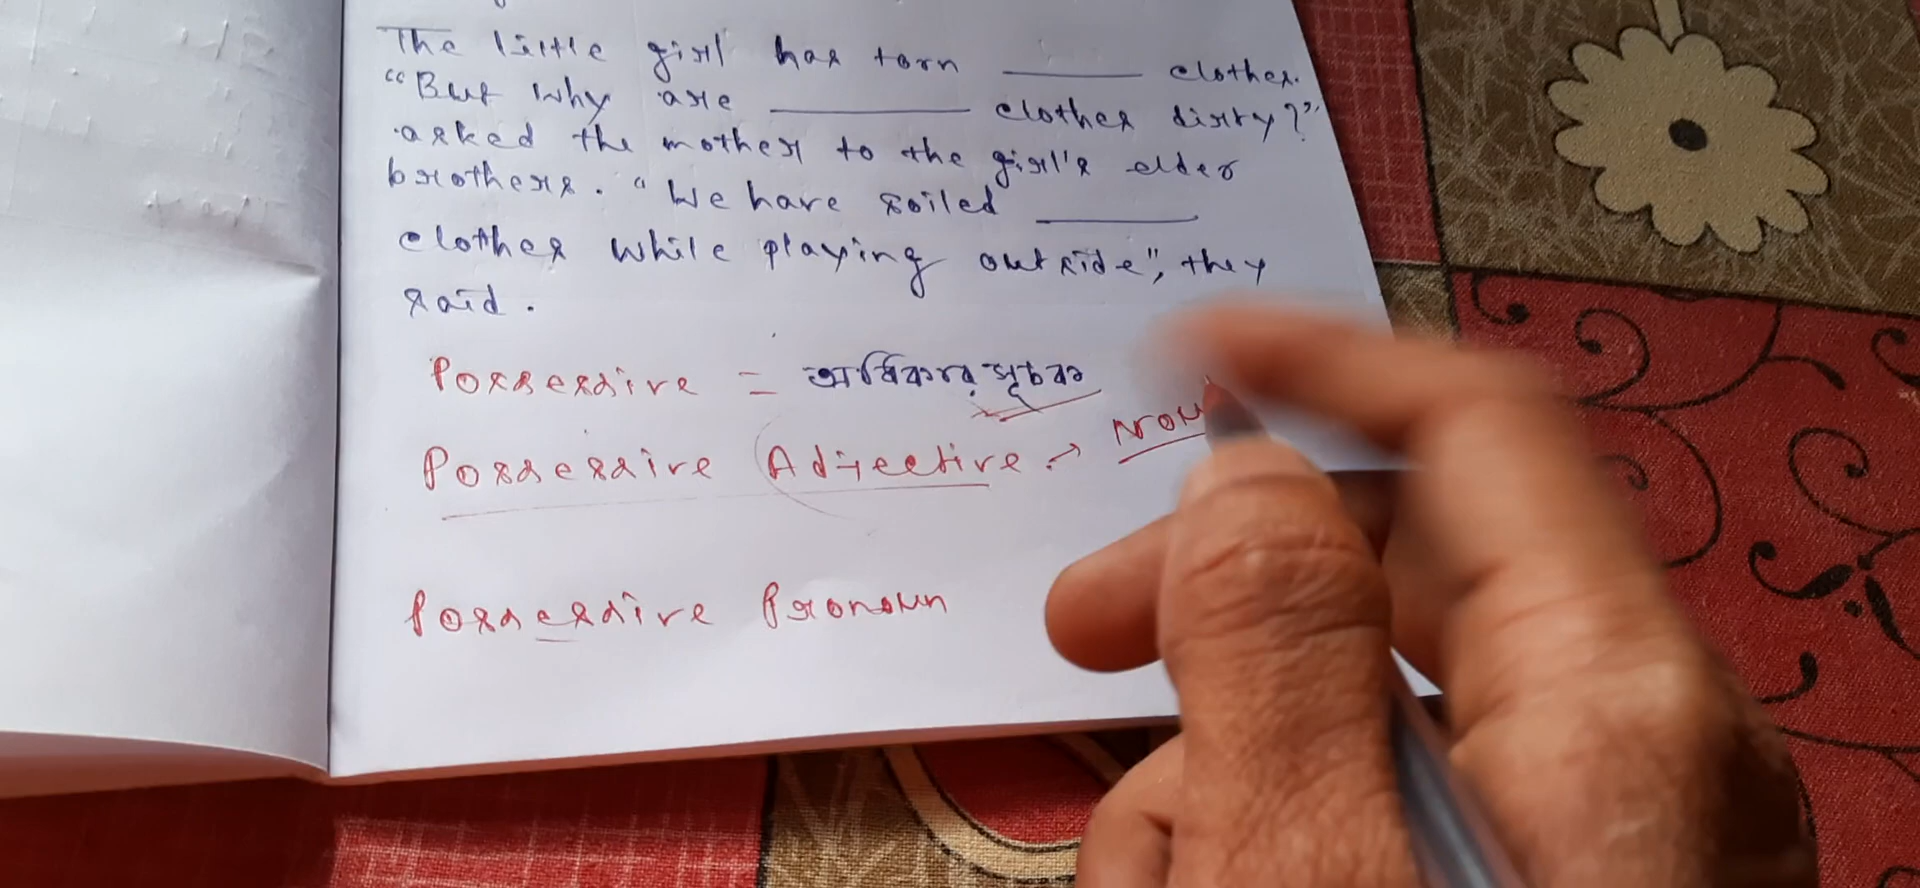 The little girl has torn ______ clothes.
"But why are ______ clothes dirty?"
asked the mother to the girl's elder
brothers. "We have soiled ______
clothes while playing outside", they
said.
Possessive = অধিকার সূচক
Possessive Adjective → Nou
Possessive Pronoun